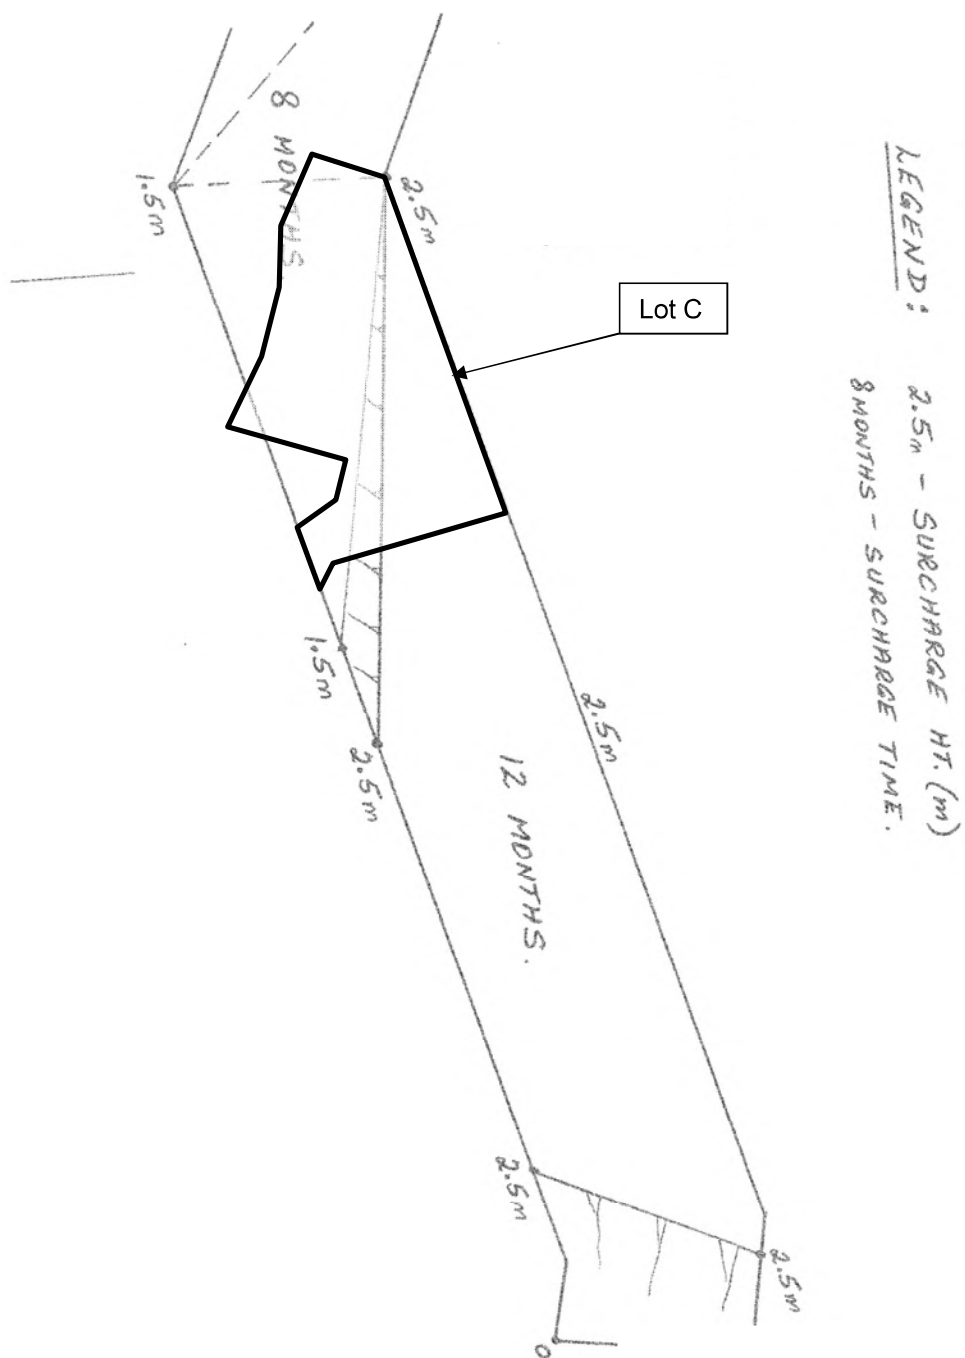 LEGEND:
2.5m - SURCHARGE HT. (m)
8 MONTHS - SURCHARGE TIME.
8 MONTHS
1.5m
2.5m
Lot C
1.5m
2.5m
2.5m
12 MONTHS.
2.5m
2.5m
0